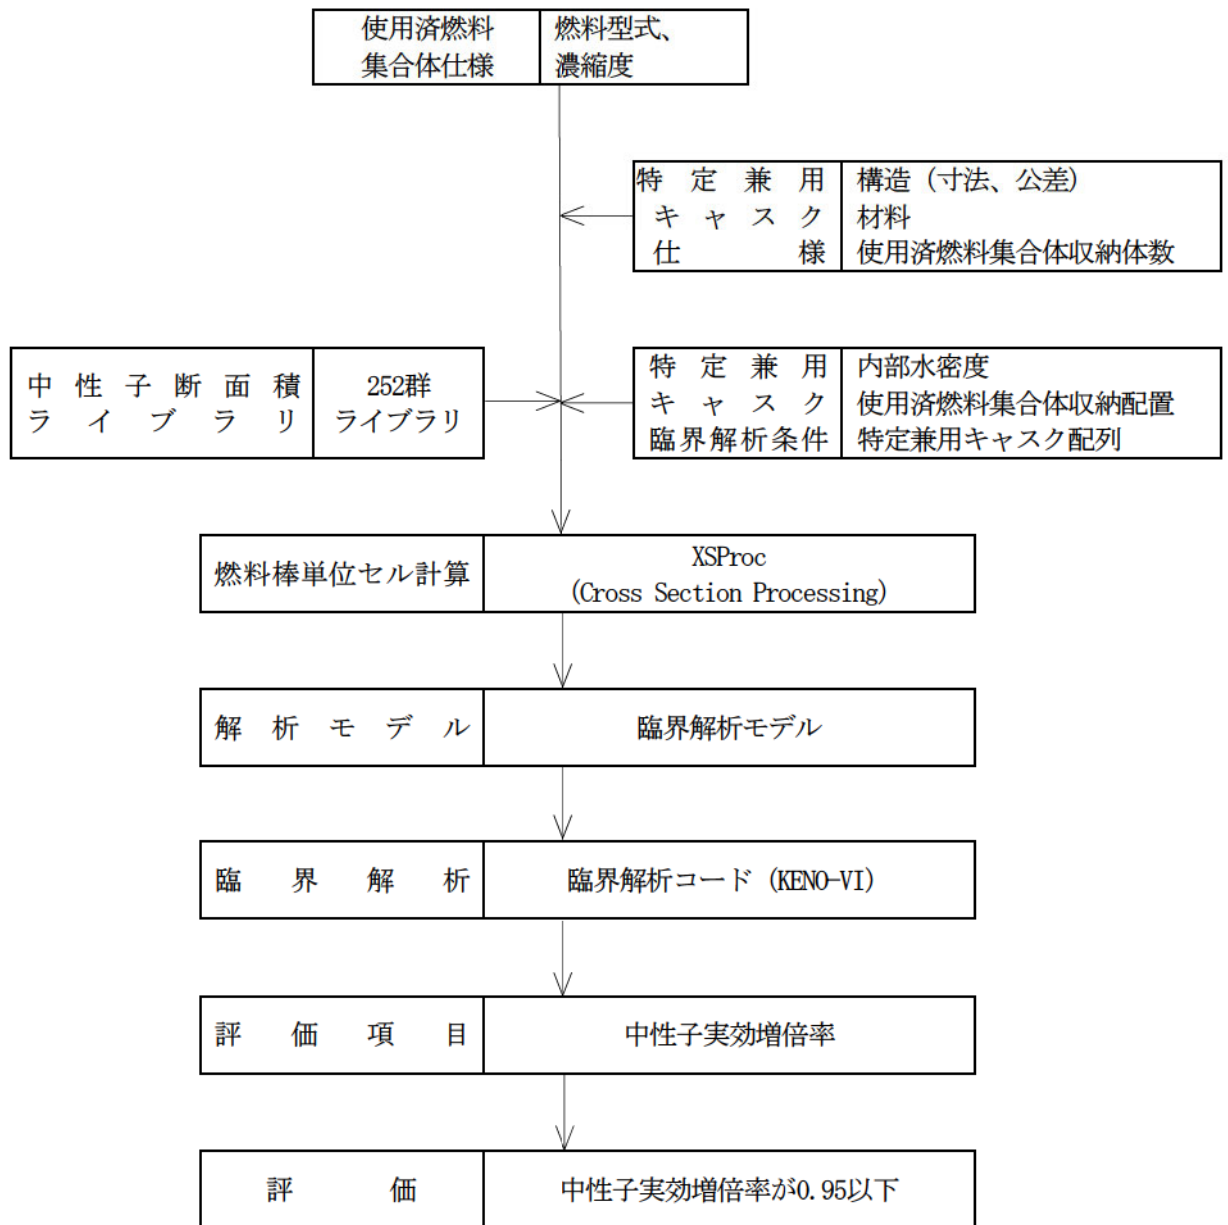 使用済燃料
集合体仕様
燃料型式、
濃縮度
特定兼用
キャスク
仕様
構造（寸法、公差）
材料
使用済燃料集合体収納体数
中性子断面積
ライブラリ
252群
ライブラリ
特定兼用
キャスク
臨界解析条件
内部水密度
使用済燃料集合体収納配置
特定兼用キャスク配列
燃料棒単位セル計算
XSProc
(Cross Section Processing)
解析モデル
臨界解析モデル
臨界解析
臨界解析コード（KENO-VI）
評価項目
中性子実効増倍率
評価
中性子実効増倍率が0.95以下